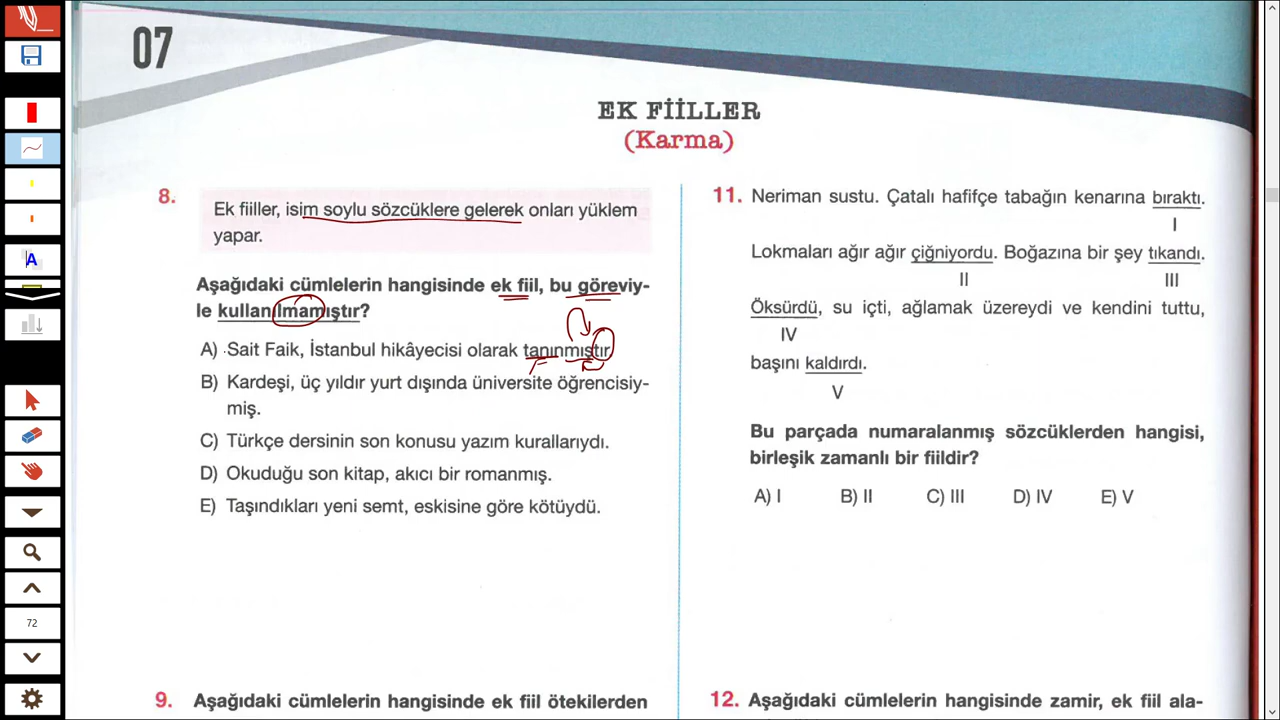 07
EK FİİLLER
(Karma)
8.
Ek fiiller, isim soylu sözcüklere gelerek onları yüklem
yapar.
Aşağıdaki cümlelerin hangisinde ek fiil, bu göreviy-
le kullanılmamıştır?
A) Sait Faik, İstanbul hikâyecisi olarak tanınmıştır.
B) Kardeşi, üç yıldır yurt dışında üniversite öğrencisiy-
miş.
C) Türkçe dersinin son konusu yazım kurallarıydı.
D) Okuduğu son kitap, akıcı bir romanmış.
E) Taşındıkları yeni semt, eskisine göre kötüydü.
9. Aşağıdaki cümlelerin hangisinde ek fiil ötekilerden
11. Neriman sustu. Çatalı hafifçe tabağın kenarına bıraktı.
I
Lokmaları ağır ağır çiğniyordu. Boğazına bir şey tıkandı.
II III
Öksürdü, su içti, ağlamak üzereydi ve kendini tuttu,
IV
başını kaldırdı.
V
Bu parçada numaralanmış sözcüklerden hangisi,
birleşik zamanlı bir fiildir?
A) I B) II C) III D) IV E) V
12. Aşağıdaki cümlelerin hangisinde zamir, ek fiil ala-
A
72